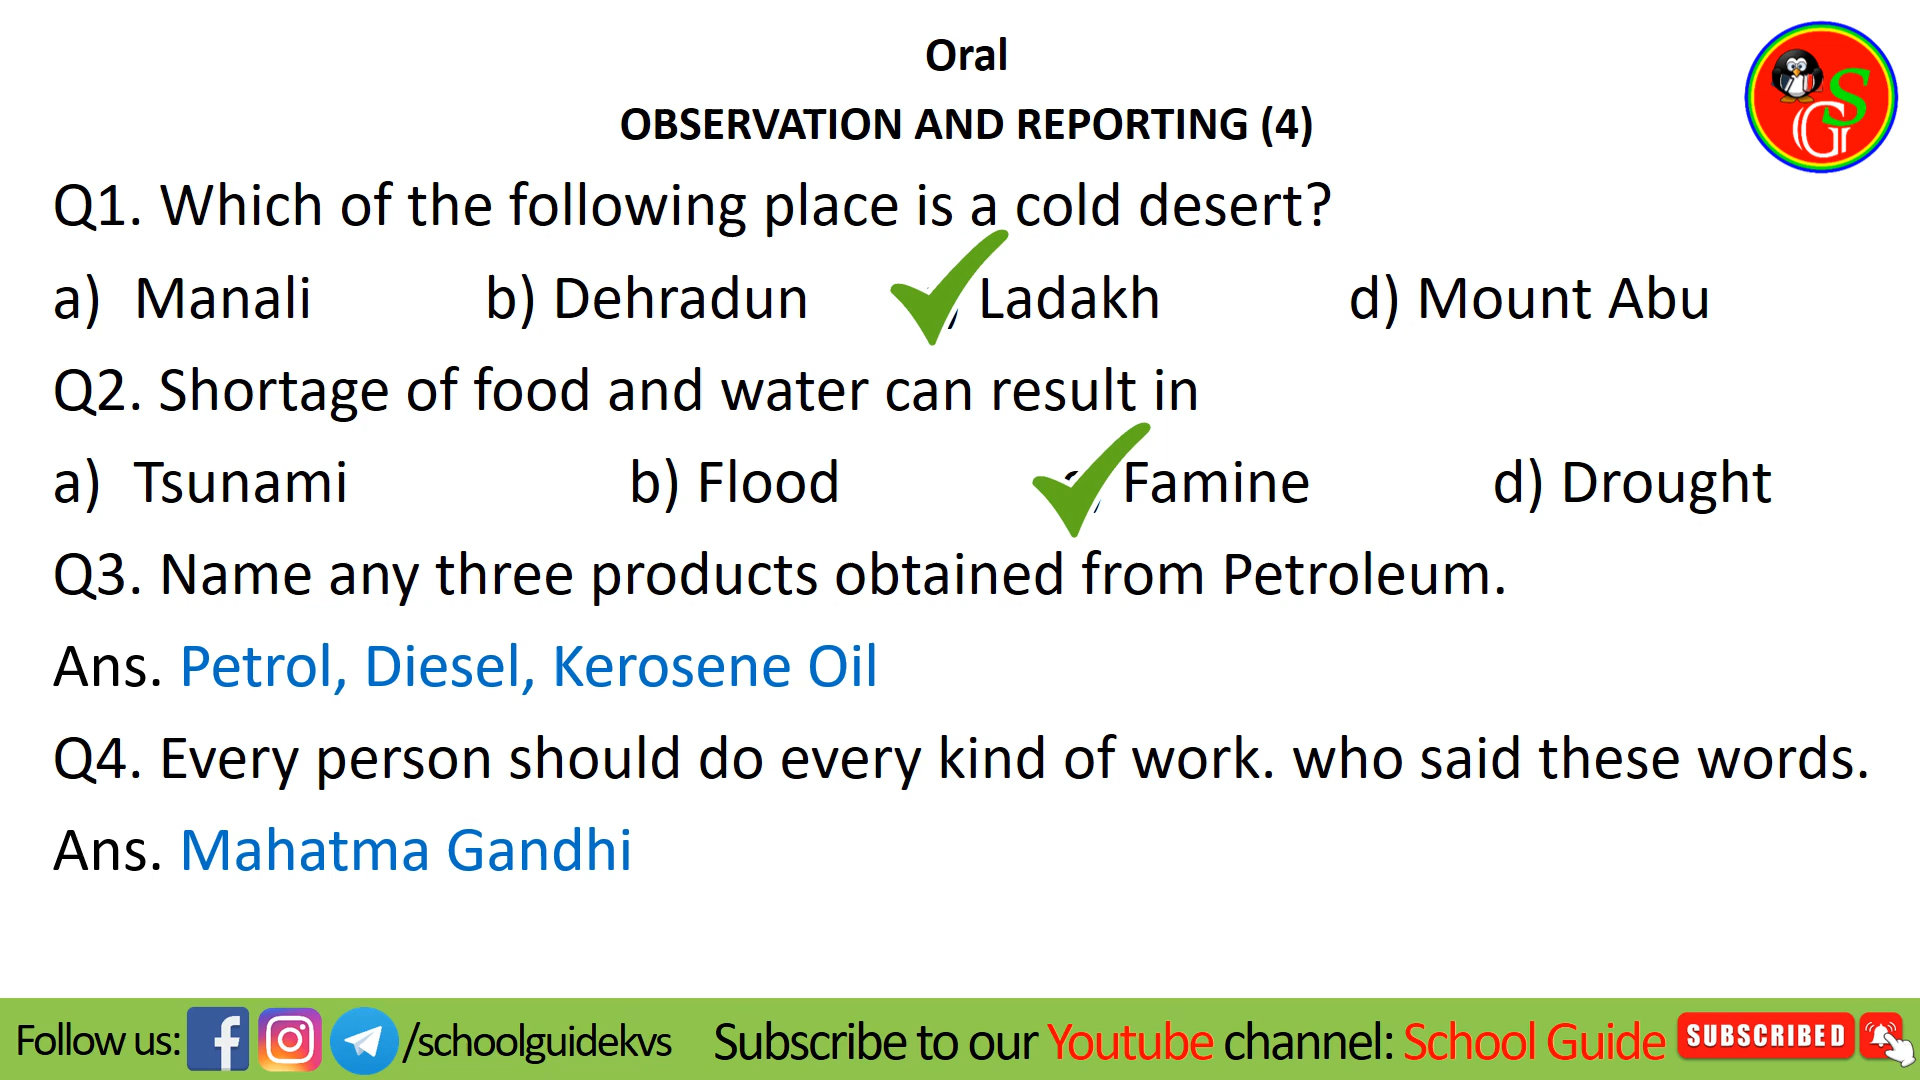 Oral
OBSERVATION AND REPORTING (4)
Q1. Which of the following place is a cold desert?
a) Manali b) Dehradun ) Ladakh d) Mount Abu
Q2. Shortage of food and water can result in
a) Tsunami b) Flood c) Famine d) Drought
Q3. Name any three products obtained from Petroleum.
Ans. Petrol, Diesel, Kerosene Oil
Q4. Every person should do every kind of work. who said these words.
Ans. Mahatma Gandhi
Follow us: /schoolguidekvs Subscribe to our Youtube channel: School Guide SUBSCRIBED
SG